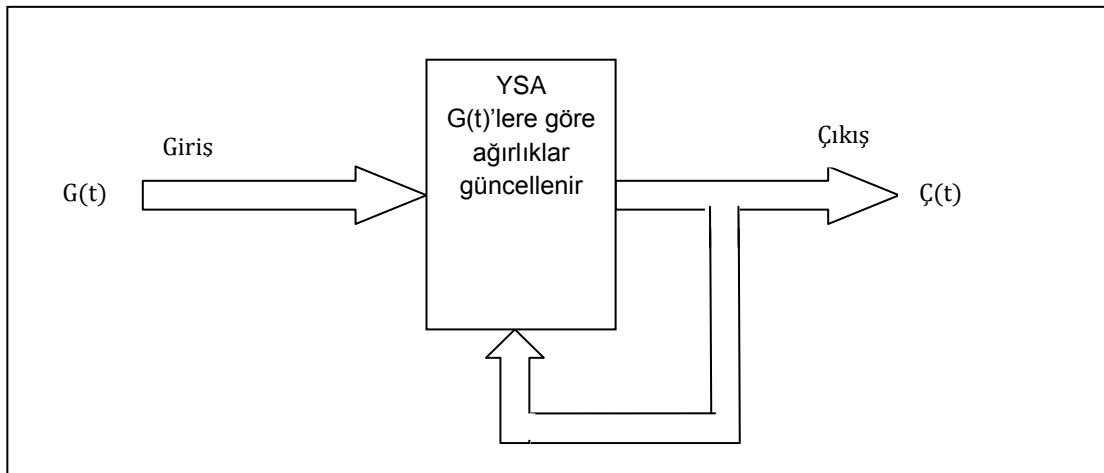 YSA
G(t)’lere göre
ağırlıklar
güncellenir
Giriş
G(t)
Çıkış
Ç(t)